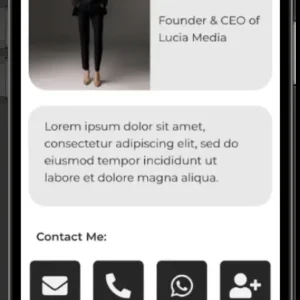 Founder & CEO of
Lucia Media
Lorem ipsum dolor sit amet,
consectetur adipiscing elit, sed do
eiusmod tempor incididunt ut
labore et dolore magna aliqua.
Contact Me: